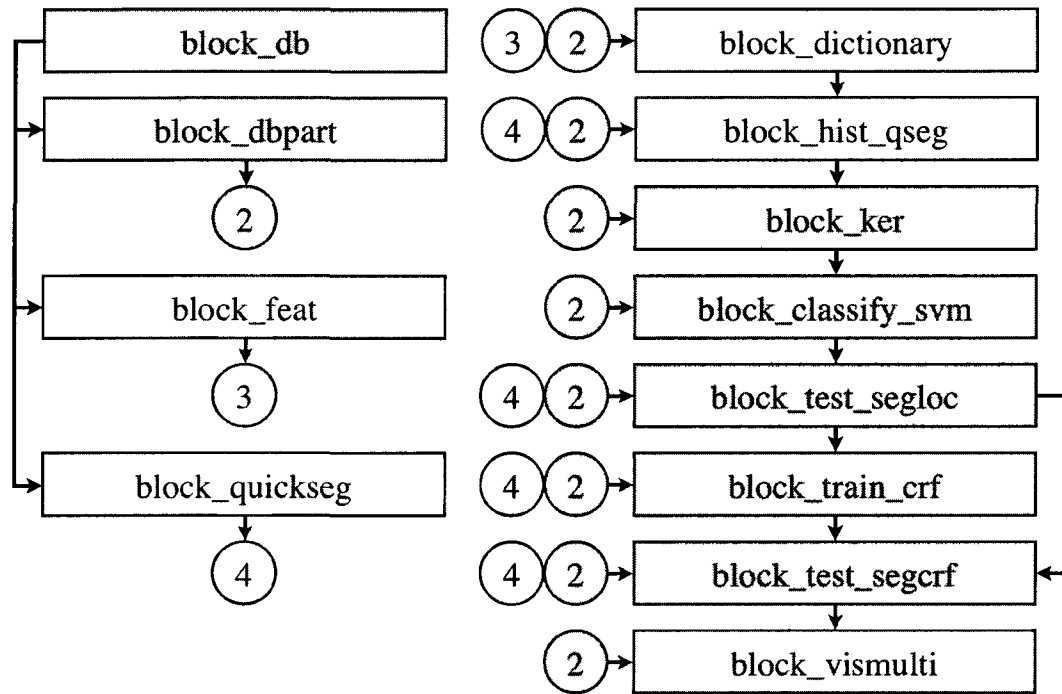 block_db
block_dbpart
2
block_feat
3
block_quickseg
4
3 2 block_dictionary
4 2 block_hist_qseg
2 block_ker
2 block_classify_svm
4 2 block_test_segloc
4 2 block_train_crf
4 2 block_test_segcrf
2 block_vismulti